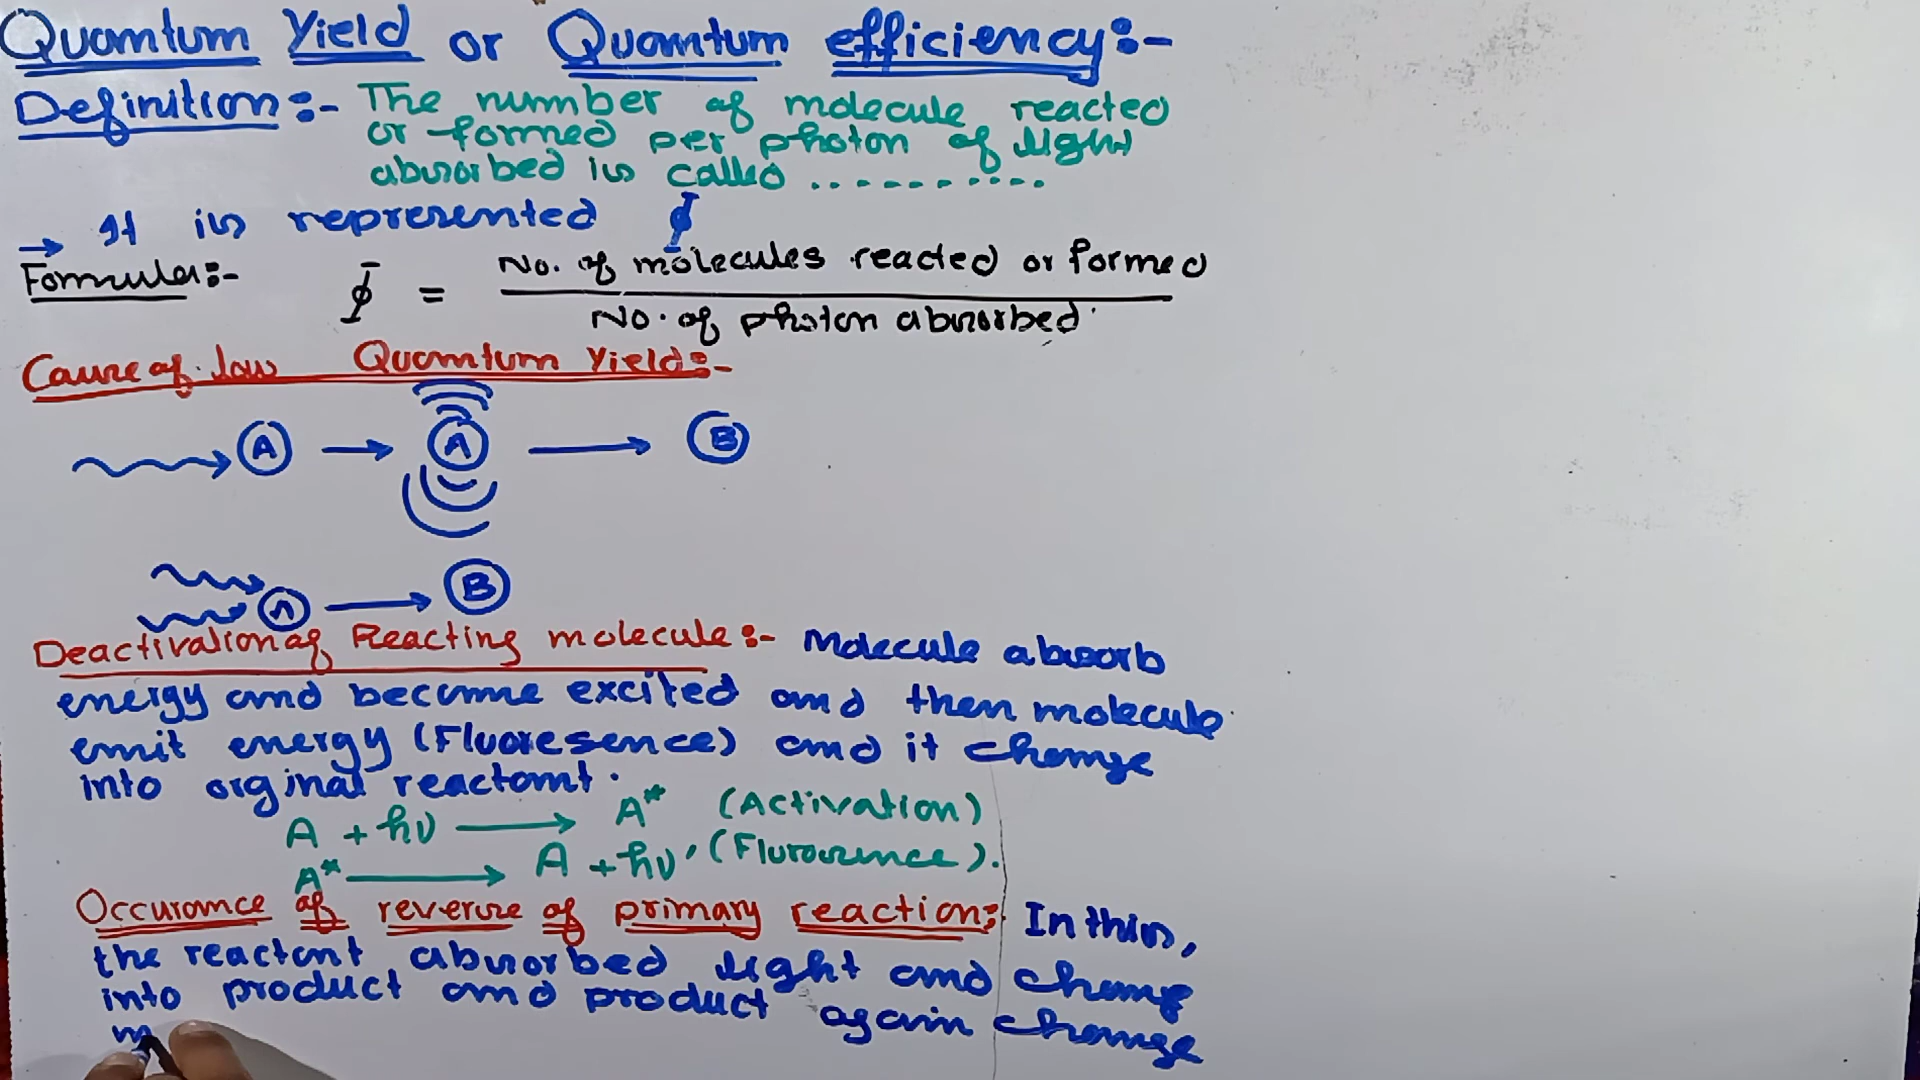 Quantum Yield or Quantum efficiency:-
Definition:- The number of molecule reacted
or formed per photon of light
absorbed is called ..........
→ It is represented ɸ
Formula:- ɸ = No. of molecules reacted or formed
No. of photon absorbed.
Cause of low Quantum Yield:-
A → A → B
A → B
Deactivation of Reacting molecule:- Molecule absorb
energy and become excited and then molecule
emit energy (Fluoresence) and it change
into orginal reactant.
A + hν → A* (Activation)
A* → A + hν' (Flurosence).
Occurance of reverse of primary reaction: In this,
the reactant absorbed light and change
into product and product again change